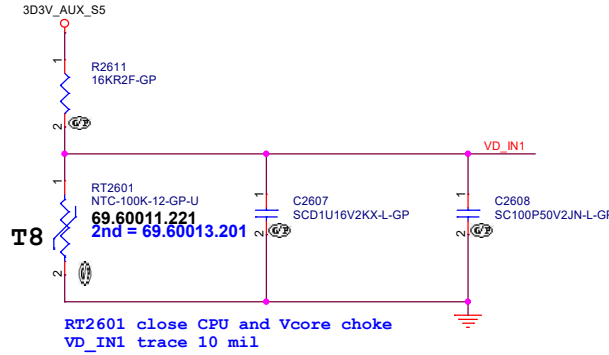 3D3V_AUX_S5
1
R2611
16KR2F-GP
2
G/P
VD_IN1
1
RT2601
NTC-100K-12-GP-U
69.60011.221
2nd = 69.60013.201
T8
2
G/P
1
C2607
SCD1U16V2KX-L-GP
2
G/P
1
C2608
SC100P50V2JN-L-GP
2
G/P
RT2601 close CPU and Vcore choke
VD_IN1 trace 10 mil